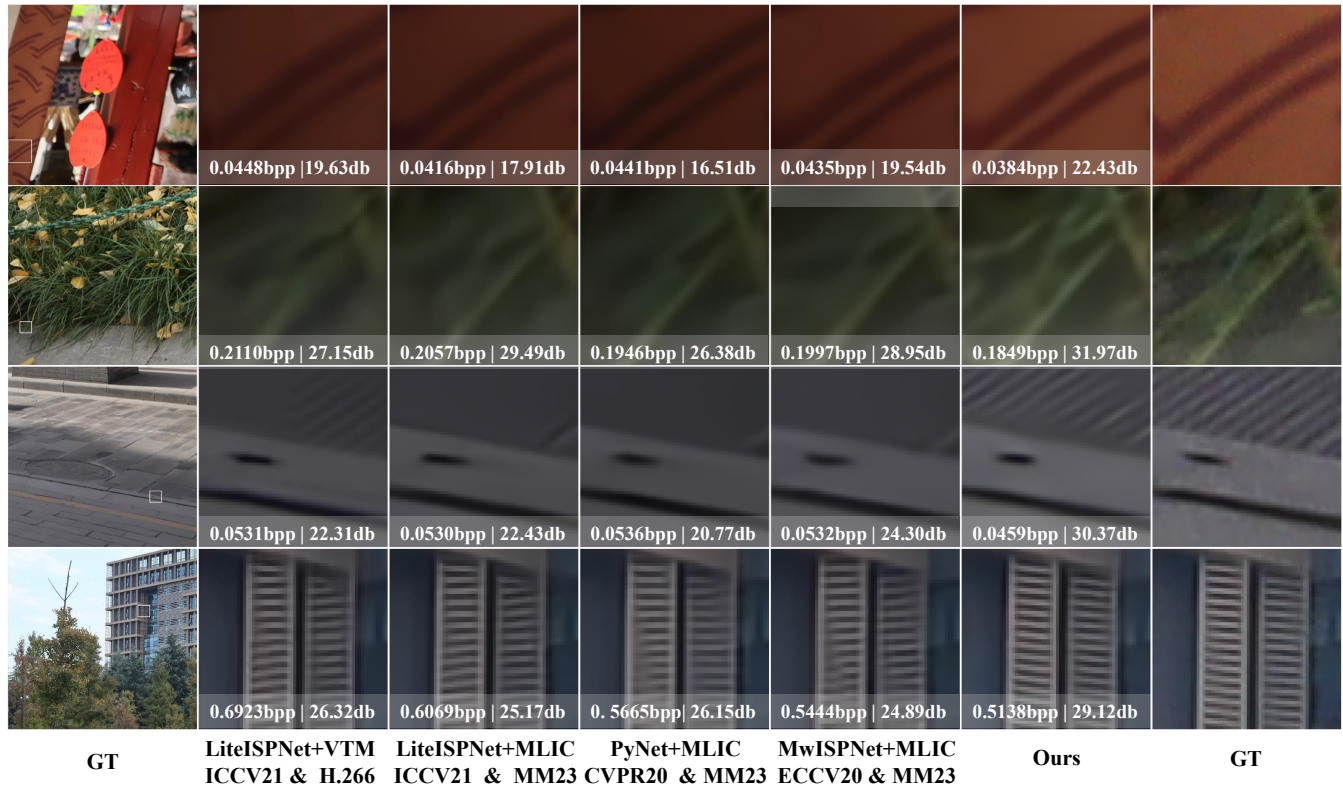 0.0448bpp |19.63db
0.0416bpp | 17.91db
0.0441bpp | 16.51db
0.0435bpp | 19.54db
0.0384bpp | 22.43db
0.2110bpp | 27.15db
0.2057bpp | 29.49db
0.1946bpp | 26.38db
0.1997bpp | 28.95db
0.1849bpp | 31.97db
0.0531bpp | 22.31db
0.0530bpp | 22.43db
0.0536bpp | 20.77db
0.0532bpp | 24.30db
0.0459bpp | 30.37db
0.6923bpp | 26.32db
0.6069bpp | 25.17db
0. 5665bpp| 26.15db
0.5444bpp | 24.89db
0.5138bpp | 29.12db
GT
LiteISPNet+VTM
ICCV21 & H.266
LiteISPNet+MLIC
ICCV21 & MM23
PyNet+MLIC
CVPR20 & MM23
MwISPNet+MLIC
ECCV20 & MM23
Ours
GT